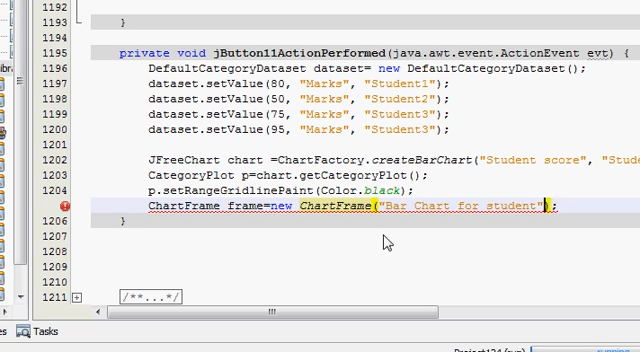 1192
1193 }
1194
1195 private void jButton11ActionPerformed(java.awt.event.ActionEvent evt) {
1196 DefaultCategoryDataset dataset= new DefaultCategoryDataset();
1197 dataset.setValue(80, "Marks", "Student1");
1198 dataset.setValue(50, "Marks", "Student2");
1199 dataset.setValue(75, "Marks", "Student3");
1200 dataset.setValue(95, "Marks", "Student3");
1201
1202 JFreeChart chart =ChartFactory.createBarChart("Student score", "Stude
1203 CategoryPlot p=chart.getCategoryPlot();
1204 p.setRangeGridlinePaint(Color.black);
ChartFrame frame=new ChartFrame("Bar Chart for student");
1206 }
1207
1208
1209
1210
1211 /**...*/
Tasks